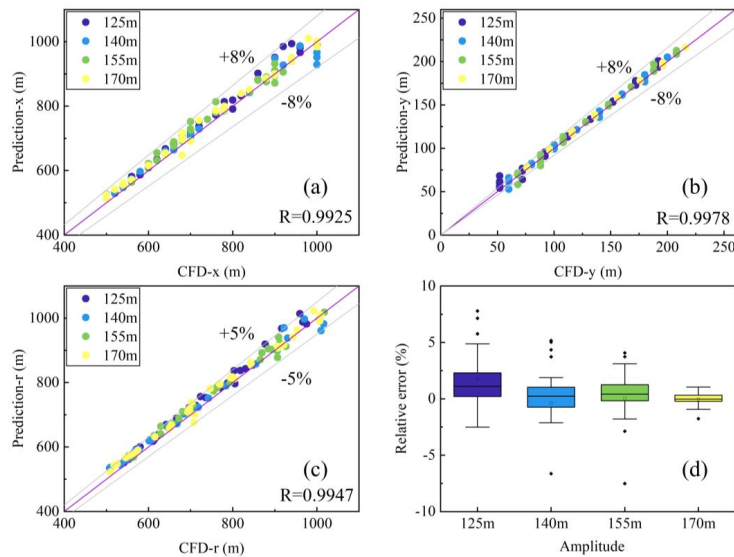 125m
140m
155m
170m
+8%
-8%
(a)
R=0.9925
1000
800
600
400
Prediction-x (m)
400 600 800 1000
CFD-x (m)
125m
140m
155m
170m
+8%
-8%
(b)
R=0.9978
250
200
150
100
50
0
Prediction-y (m)
0 50 100 150 200 250
CFD-y (m)
125m
140m
155m
170m
+5%
-5%
(c)
R=0.9947
1000
800
600
400
Prediction-r (m)
400 600 800 1000
CFD-r (m)
10
5
0
-5
-10
Relative error (%)
(d)
125m 140m 155m 170m
Amplitude